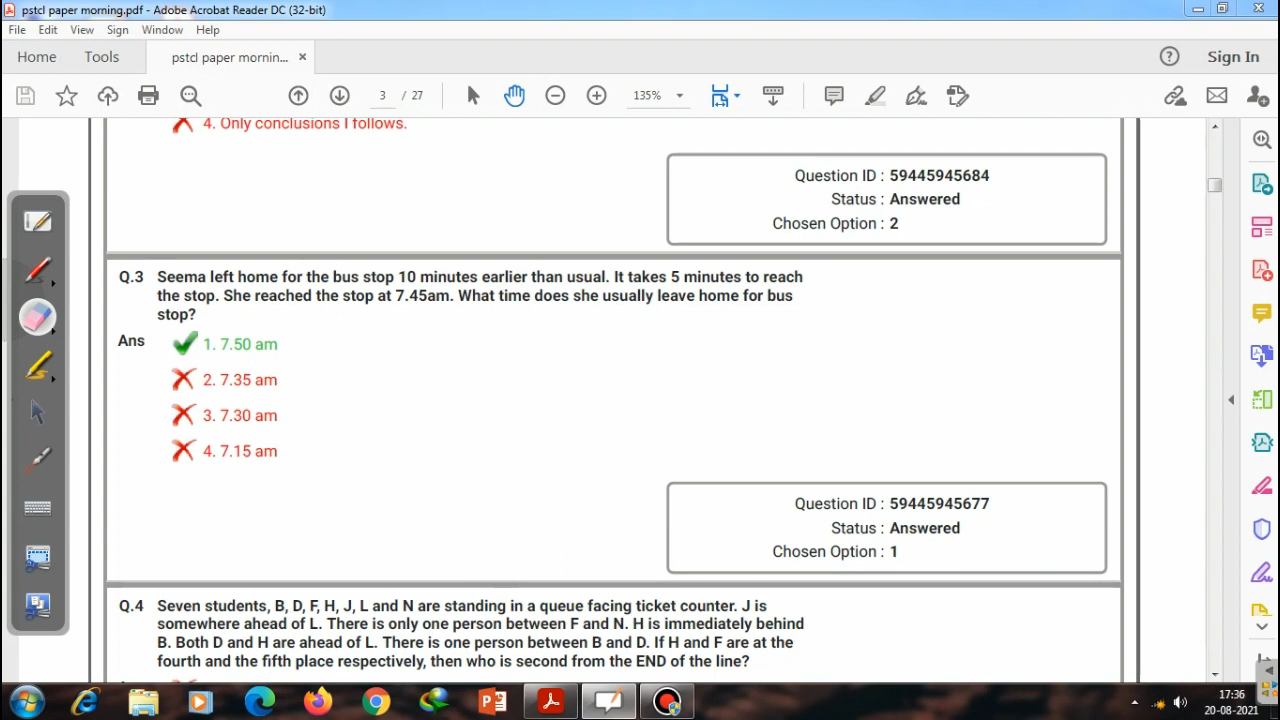 pstcl paper morning.pdf - Adobe Acrobat Reader DC (32-bit)
File Edit View Sign Window Help
Home Tools pstcl paper mornin... × Sign In
3 / 27 135%
4. Only conclusions I follows.
Question ID : 59445945684
Status : Answered
Chosen Option : 2
Q.3 Seema left home for the bus stop 10 minutes earlier than usual. It takes 5 minutes to reach
the stop. She reached the stop at 7.45am. What time does she usually leave home for bus
stop?
Ans 1. 7.50 am
2. 7.35 am
3. 7.30 am
4. 7.15 am
Question ID : 59445945677
Status : Answered
Chosen Option : 1
Q.4 Seven students, B, D, F, H, J, L and N are standing in a queue facing ticket counter. J is
somewhere ahead of L. There is only one person between F and N. H is immediately behind
B. Both D and H are ahead of L. There is one person between B and D. If H and F are at the
fourth and the fifth place respectively, then who is second from the END of the line?
17:36
20-08-2021